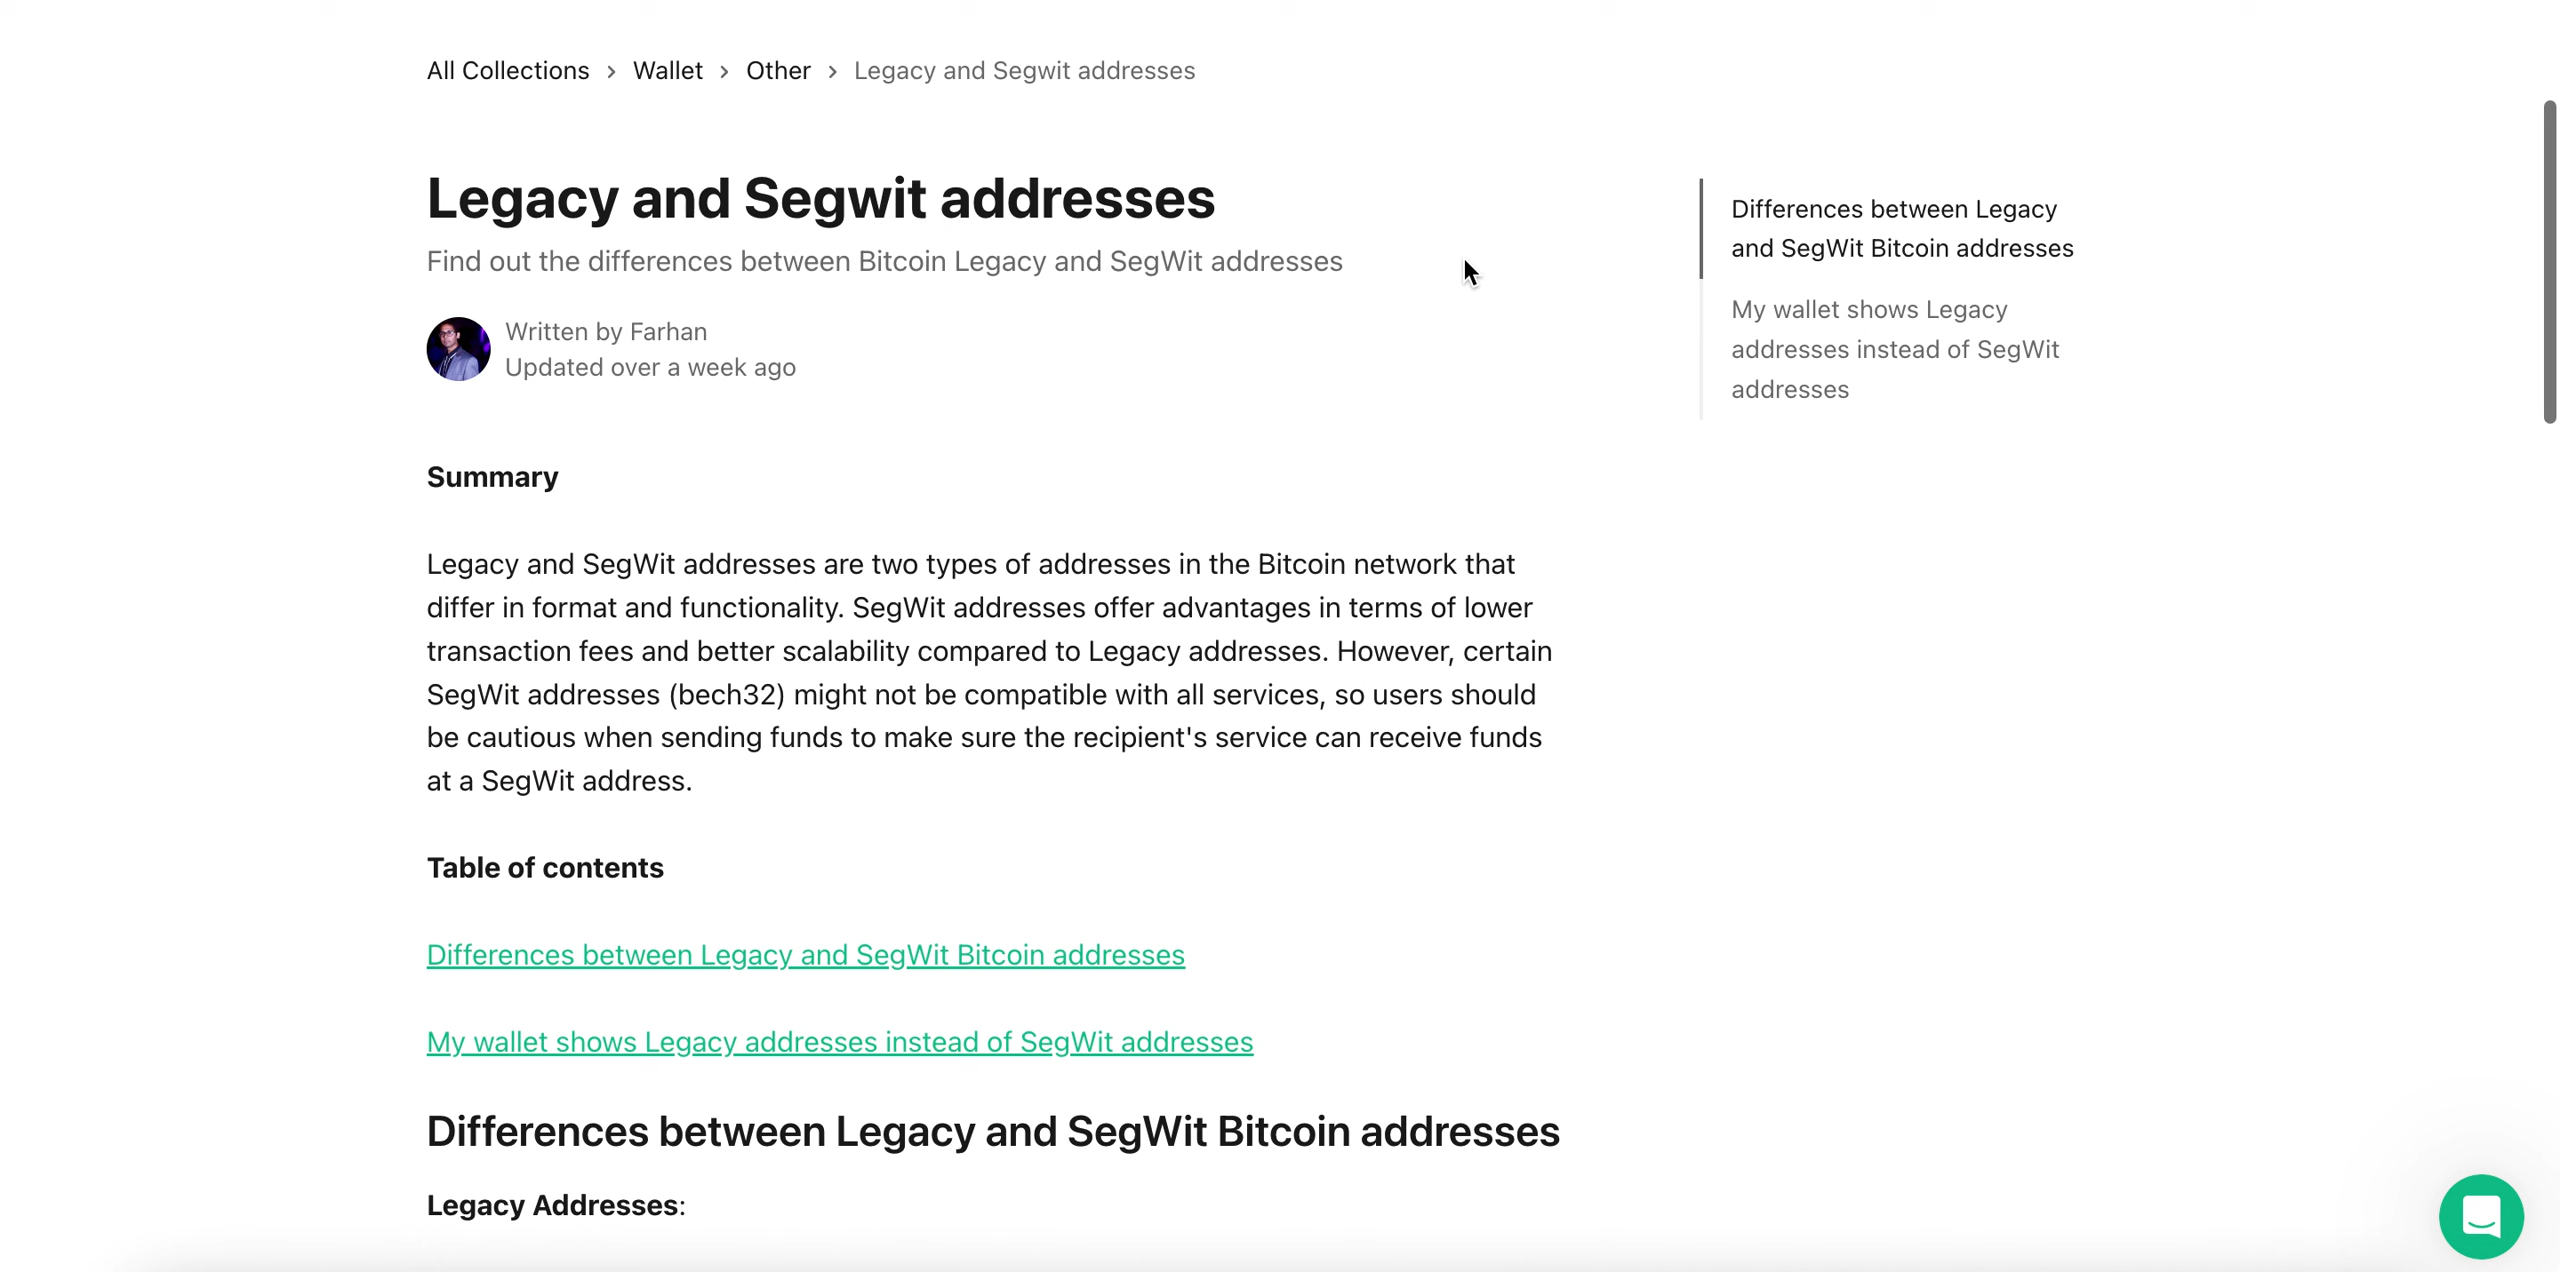 All Collections > Wallet > Other > Legacy and Segwit addresses
Legacy and Segwit addresses
Find out the differences between Bitcoin Legacy and SegWit addresses
Written by Farhan
Updated over a week ago
Differences between Legacy
and SegWit Bitcoin addresses
My wallet shows Legacy
addresses instead of SegWit
addresses
Summary
Legacy and SegWit addresses are two types of addresses in the Bitcoin network that
differ in format and functionality. SegWit addresses offer advantages in terms of lower
transaction fees and better scalability compared to Legacy addresses. However, certain
SegWit addresses (bech32) might not be compatible with all services, so users should
be cautious when sending funds to make sure the recipient's service can receive funds
at a SegWit address.
Table of contents
Differences between Legacy and SegWit Bitcoin addresses
My wallet shows Legacy addresses instead of SegWit addresses
Differences between Legacy and SegWit Bitcoin addresses
Legacy Addresses: